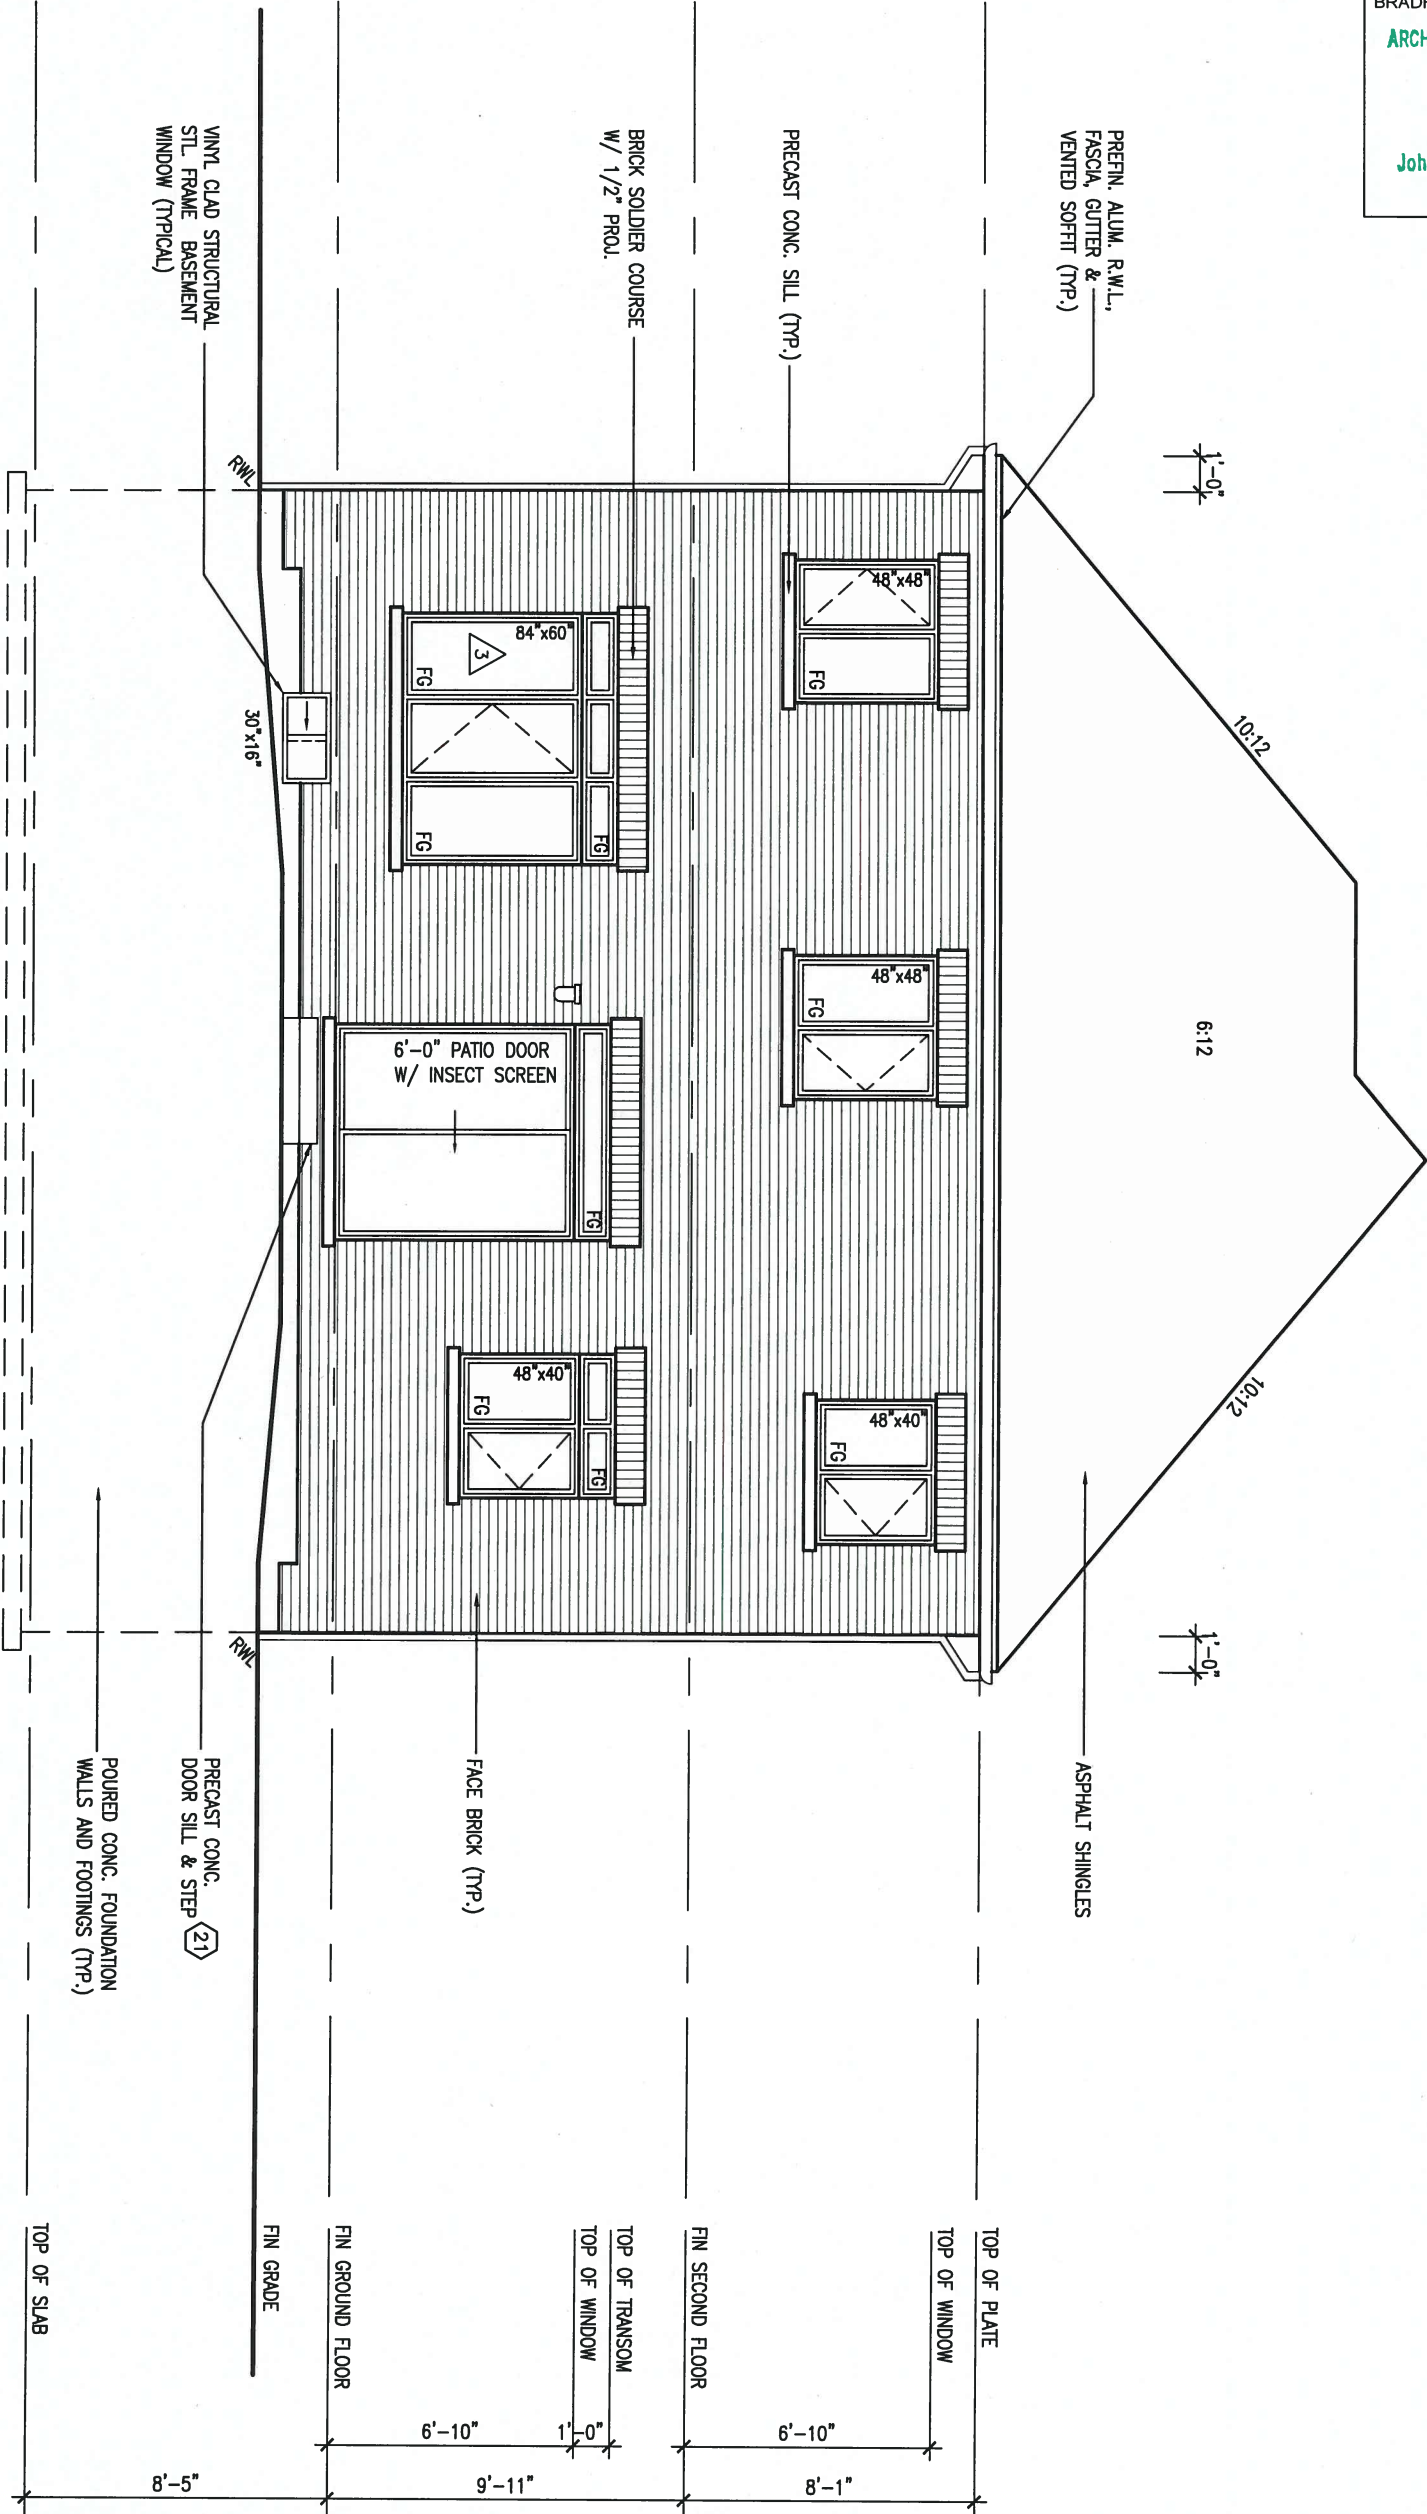 BRADF
ARCH
Joh
PREFIN. ALUM. R.W.L.,
FASCIA, GUTTER &
VENTED SOFFIT (TYP.)
PRECAST CONC. SILL (TYP.)
BRICK SOLDIER COURSE
W/ 1/2" PROJ.
VINYL CLAD STRUCTURAL
STL. FRAME BASEMENT
WINDOW (TYPICAL)
1'-0"
10:12
6:12
10:12
1'-0"
48"x48"
FG
48"x48"
FG
48"x40"
FG
84"x60"
3
FG
FG
FG
6'-0" PATIO DOOR
W/ INSECT SCREEN
FG
48"x40"
FG
FG
30"x16"
RWL
RWL
ASPHALT SHINGLES
FACE BRICK (TYP.)
PRECAST CONC.
DOOR SILL & STEP 21
POURED CONC. FOUNDATION
WALLS AND FOOTINGS (TYP.)
TOP OF PLATE
TOP OF WINDOW
FIN SECOND FLOOR
TOP OF TRANSOM
TOP OF WINDOW
FIN GROUND FLOOR
FIN GRADE
TOP OF SLAB
6'-10"
8'-1"
1'-0"
6'-10"
9'-11"
8'-5"